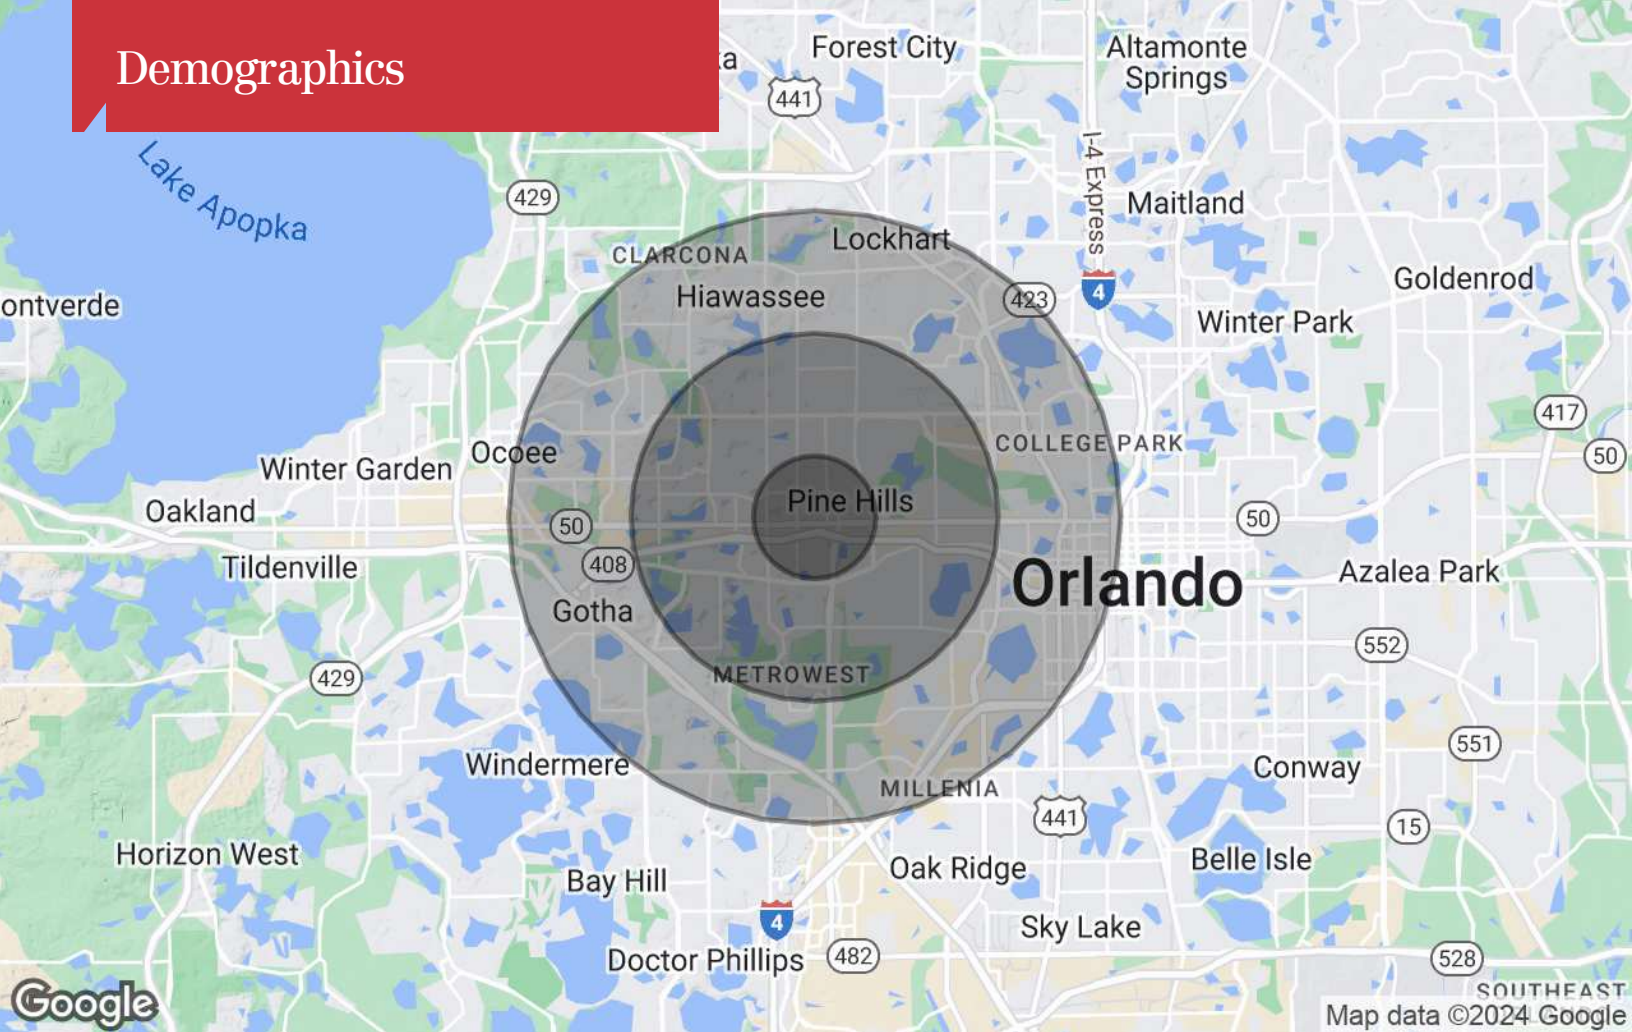 Demographics
Forest City
Altamonte
Springs
441
Lake Apopka
429
I-4 Express
Maitland
Lockhart
CLARCONA
Hiawassee
423
4
Goldenrod
ontverde
Winter Park
417
COLLEGE PARK
Ocoee
50
Winter Garden
Pine Hills
Oakland
50
50
408
Tildenville
Orlando
Azalea Park
Gotha
552
429
METROWEST
551
Windermere
Conway
MILLENIA
441
15
Horizon West
Belle Isle
Oak Ridge
Bay Hill
4
Sky Lake
Doctor Phillips
482
528
SOUTHEAST
Google
Map data ©2024 Google